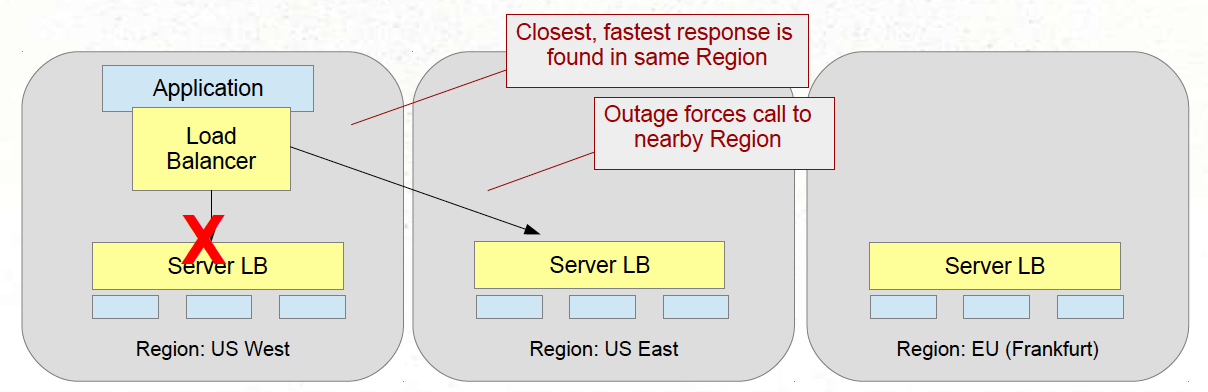 Closest, fastest response is
found in same Region
Outage forces call to
nearby Region
Application
Load
Balancer
X
Server LB
Server LB
Server LB
Region: US West
Region: US East
Region: EU (Frankfurt)